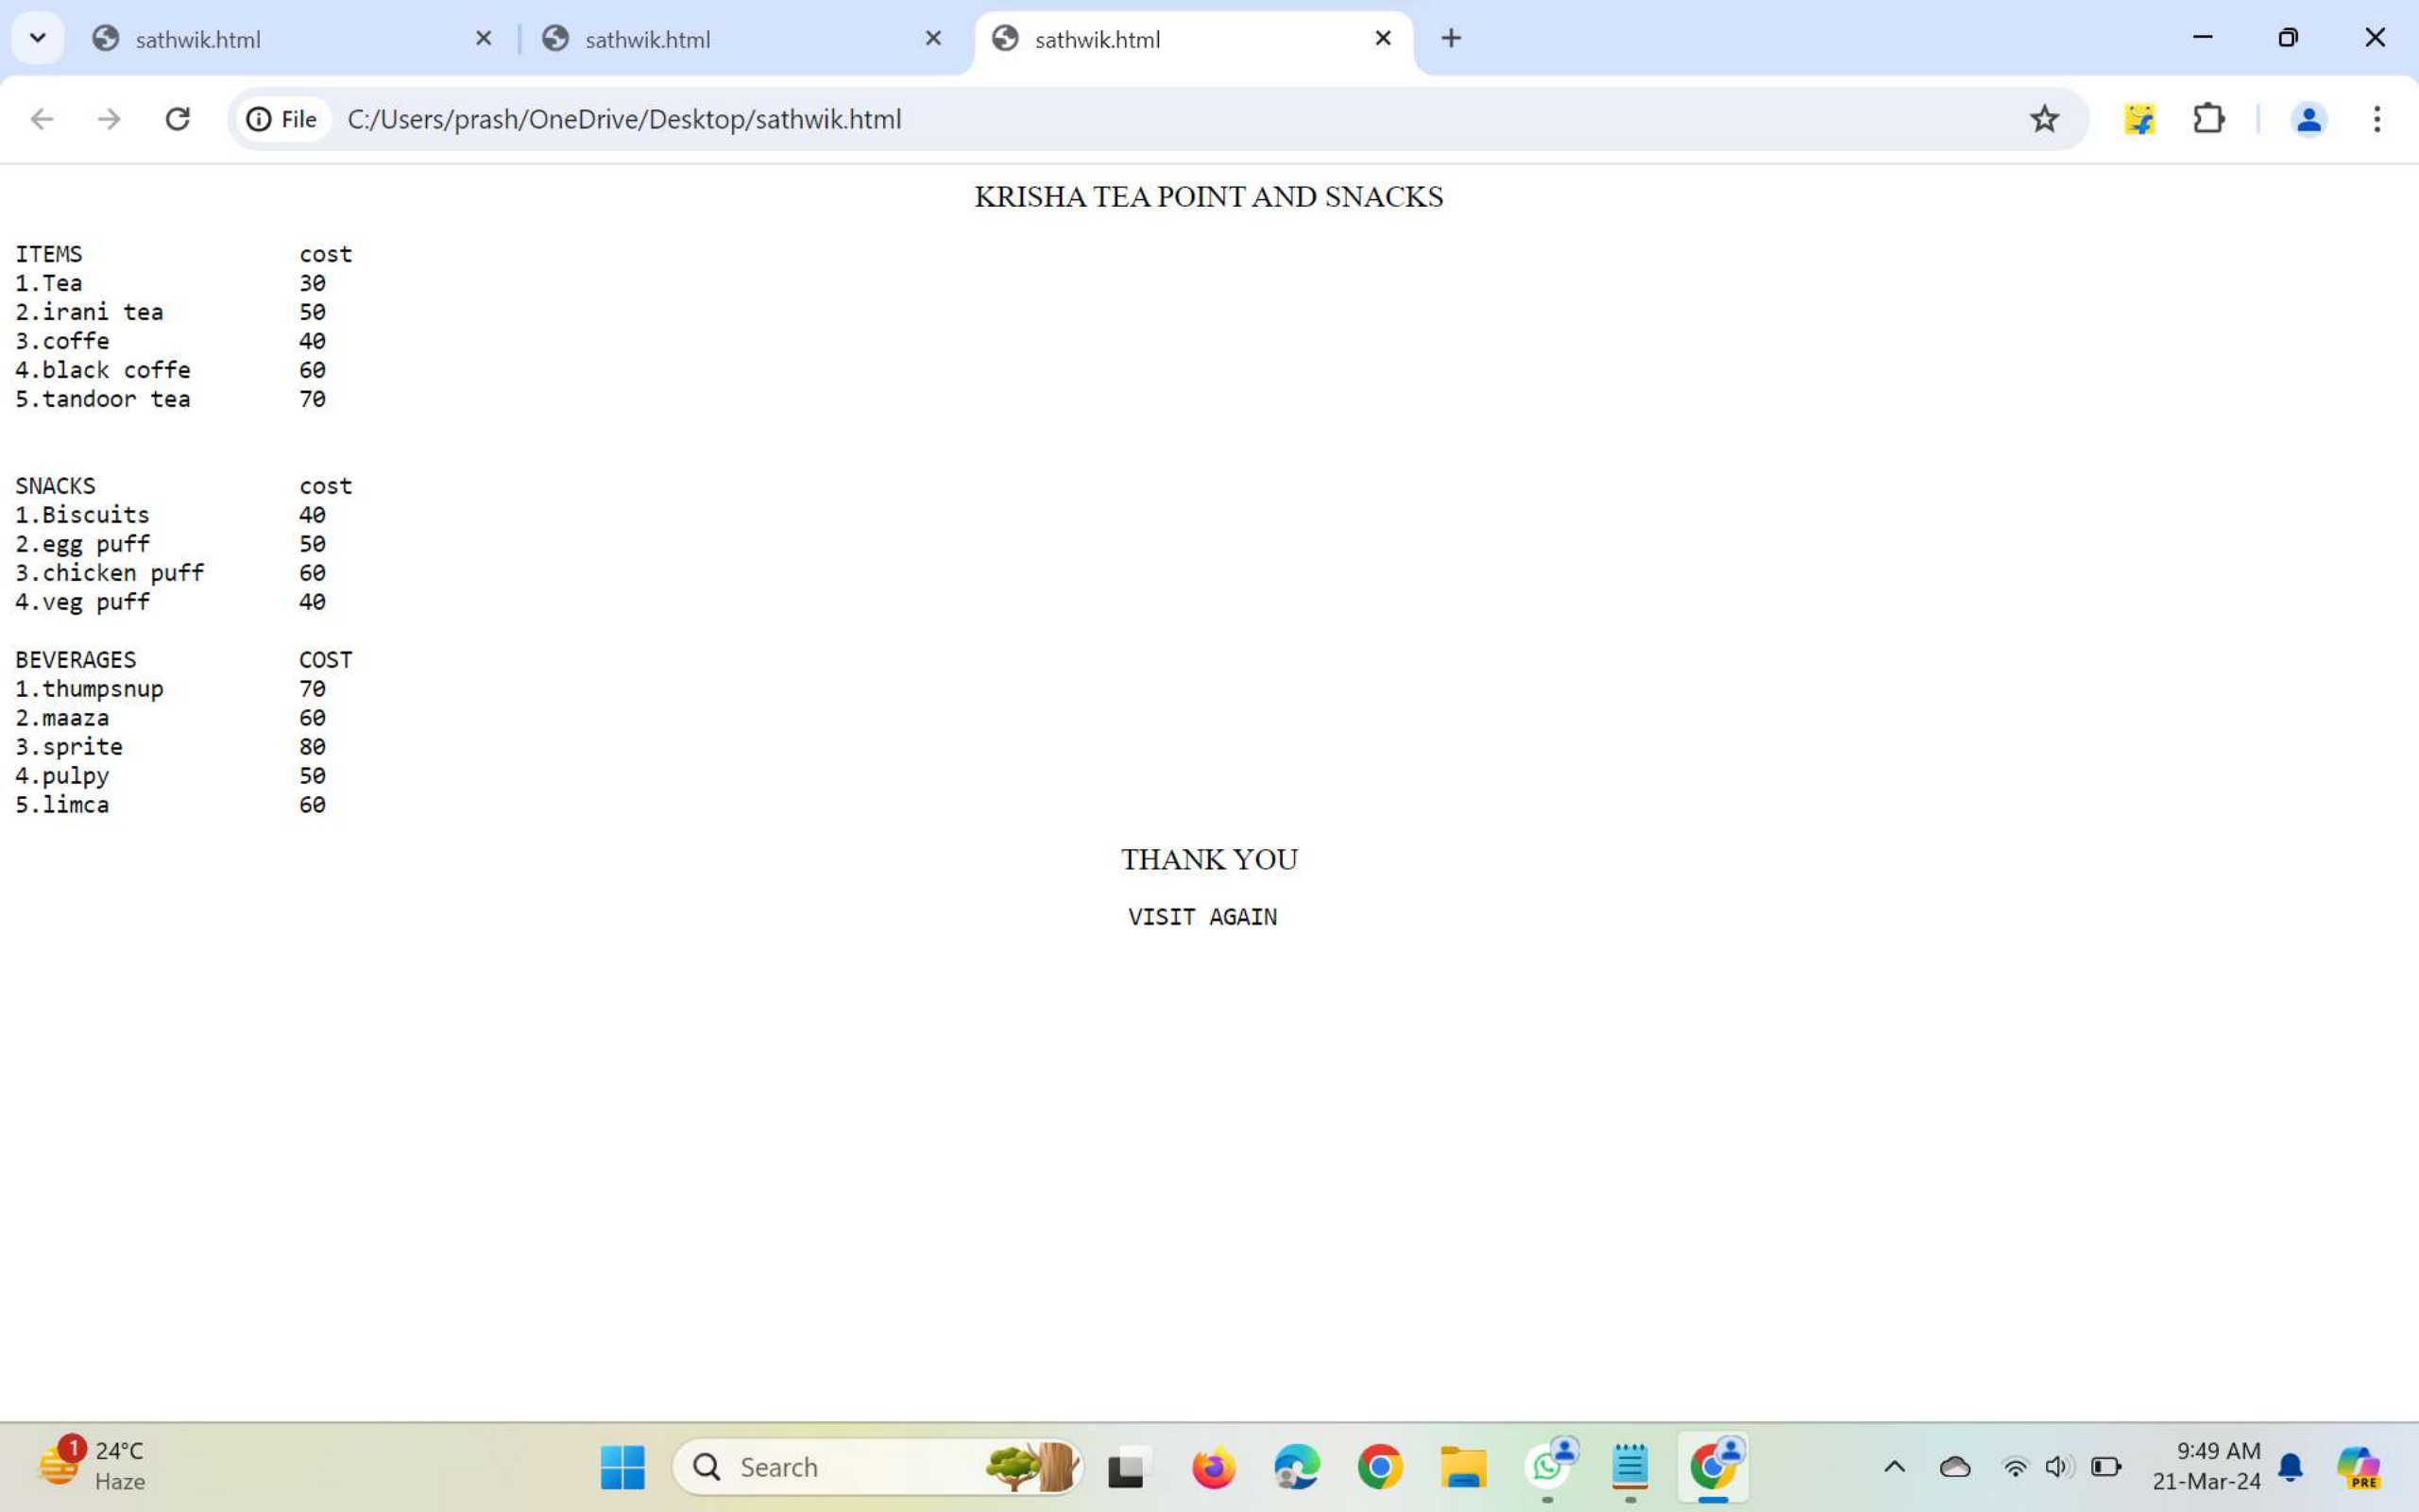 sathwik.html
sathwik.html
sathwik.html
File C:/Users/prash/OneDrive/Desktop/sathwik.html
KRISHA TEA POINT AND SNACKS
ITEMS cost
1.Tea 30
2.irani tea 50
3.coffe 40
4.black coffe 60
5.tandoor tea 70
SNACKS cost
1.Biscuits 40
2.egg puff 50
3.chicken puff 60
4.veg puff 40
BEVERAGES COST
1.thumpsnup 70
2.maaza 60
3.sprite 80
4.pulpy 50
5.limca 60
THANK YOU
VISIT AGAIN
1
24°C
Haze
Search
9:49 AM
21-Mar-24
PRE